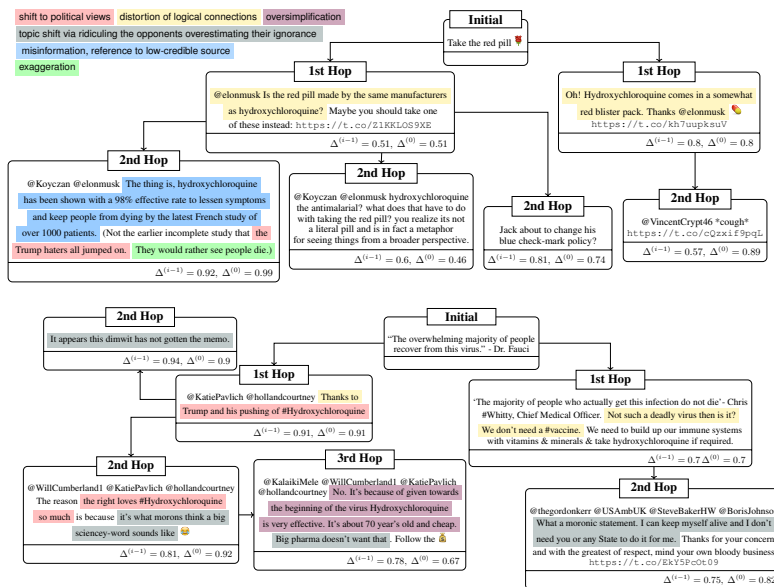 shift to political views distortion of logical connections oversimplification
topic shift via ridiculing the opponents overestimating their ignorance
misinformation, reference to low-credible source
exaggeration
Initial
Take the red pill 🌹
1st Hop
@elonmusk Is the red pill made by the same manufacturers
as hydroxychloroquine? Maybe you should take one
of these instead: https://t.co/Z1KKLOS9XE
Δ(i−1) = 0.51, Δ(0) = 0.51
1st Hop
Oh! Hydroxychloroquine comes in a somewhat
red blister pack. Thanks @elonmusk 💊
https://t.co/kh7uupksuV
Δ(i−1) = 0.8, Δ(0) = 0.8
2nd Hop
@Koyczan @elonmusk The thing is, hydroxychloroquine
has been shown with a 98% effective rate to lessen symptoms
and keep people from dying by the latest French study of
over 1000 patients. (Not the earlier incomplete study that the
Trump haters all jumped on. They would rather see people die.)
Δ(i−1) = 0.92, Δ(0) = 0.99
2nd Hop
@Koyczan @elonmusk hydroxychloroquine
the antimalarial? what does that have to do
with taking the red pill? you realize its not
a literal pill and is in fact a metaphor
for seeing things from a broader perspective.
Δ(i−1) = 0.6, Δ(0) = 0.46
2nd Hop
Jack about to change his
blue check-mark policy?
Δ(i−1) = 0.81, Δ(0) = 0.74
2nd Hop
@VincentCrypt46 *cough*
https://t.co/cQzxif9pqL
Δ(i−1) = 0.57, Δ(0) = 0.89
Initial
"The overwhelming majority of people
recover from this virus." - Dr. Fauci
2nd Hop
It appears this dimwit has not gotten the memo.
Δ(i−1) = 0.94, Δ(0) = 0.9
1st Hop
@KatiePavlich @hollandcourtney Thanks to
Trump and his pushing of #Hydroxychloroquine
Δ(i−1) = 0.91, Δ(0) = 0.91
1st Hop
'The majority of people who actually get this infection do not die'- Chris
#Whitty, Chief Medical Officer. Not such a deadly virus then is it?
We don't need a #vaccine. We need to build up our immune systems
with vitamins & minerals & take hydroxychloroquine if required.
Δ(i−1) = 0.7 Δ(0) = 0.7
2nd Hop
@WillCumberland1 @KatiePavlich @hollandcourtney
The reason the right loves #Hydroxychloroquine
so much is because it's what morons think a big
sciencey-word sounds like 😂
Δ(i−1) = 0.81, Δ(0) = 0.92
3rd Hop
@KalaikiMele @WillCumberland1 @KatiePavlich
@hollandcourtney No. It's because of given towards
the beginning of the virus Hydroxychloroquine
is very effective. It's about 70 year's old and cheap.
Big pharma doesn't want that. Follow the 💰
Δ(i−1) = 0.78, Δ(0) = 0.67
2nd Hop
@thegordonkerr @USAmbUK @SteveBakerHW @BorisJohnson
What a moronic statement. I can keep myself alive and I don't
need you or any State to do it for me. Thanks for your concern
and with the greatest of respect, mind your own bloody business
https://t.co/EkY5PcOt09
Δ(i−1) = 0.75, Δ(0) = 0.82